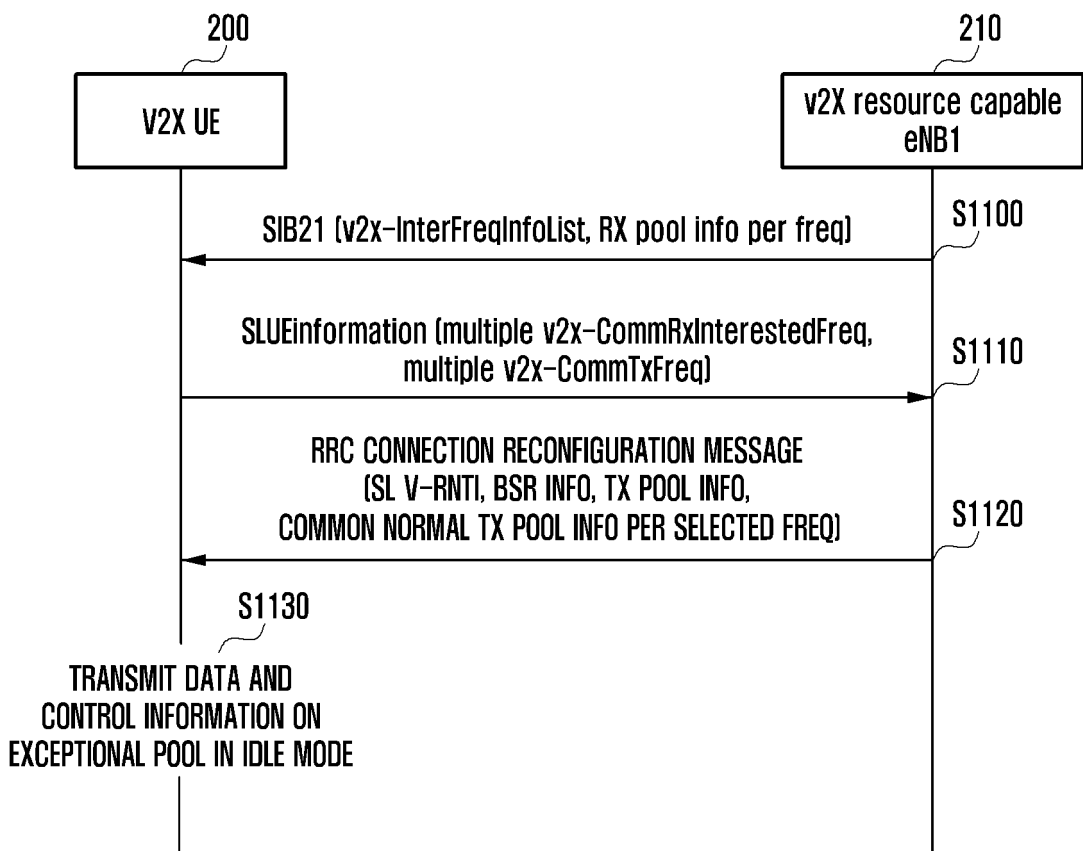 200
210
V2X UE
v2X resource capable
eNB1
SIB21 (v2x-InterFreqInfoList, RX pool info per freq)
S1100
SLUEinformation (multiple v2x-CommRxInterestedFreq,
multiple v2x-CommTxFreq)
S1110
RRC CONNECTION RECONFIGURATION MESSAGE
(SL V-RNTI, BSR INFO, TX POOL INFO,
COMMON NORMAL TX POOL INFO PER SELECTED FREQ)
S1120
S1130
TRANSMIT DATA AND
CONTROL INFORMATION ON
EXCEPTIONAL POOL IN IDLE MODE